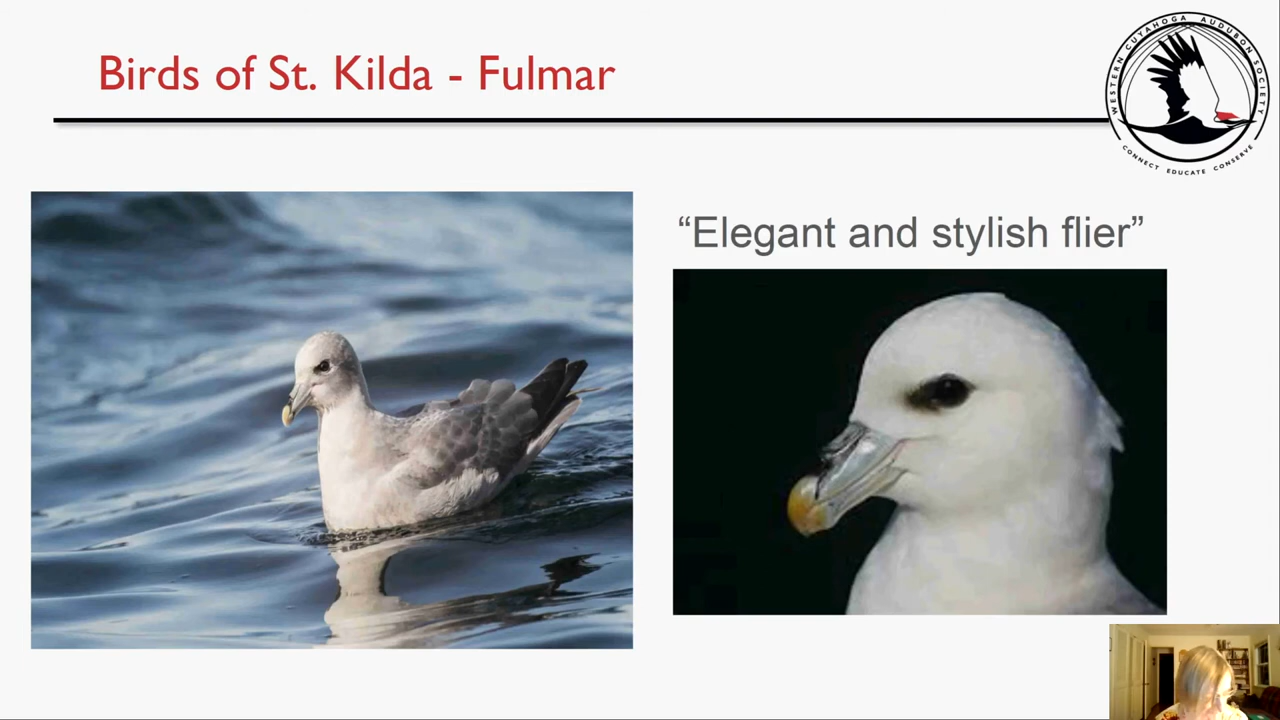 Birds of St. Kilda - Fulmar
WESTERN CUYAHOGA AUDUBON SOCIETY
CONNECT EDUCATE CONSERVE
“Elegant and stylish flier”